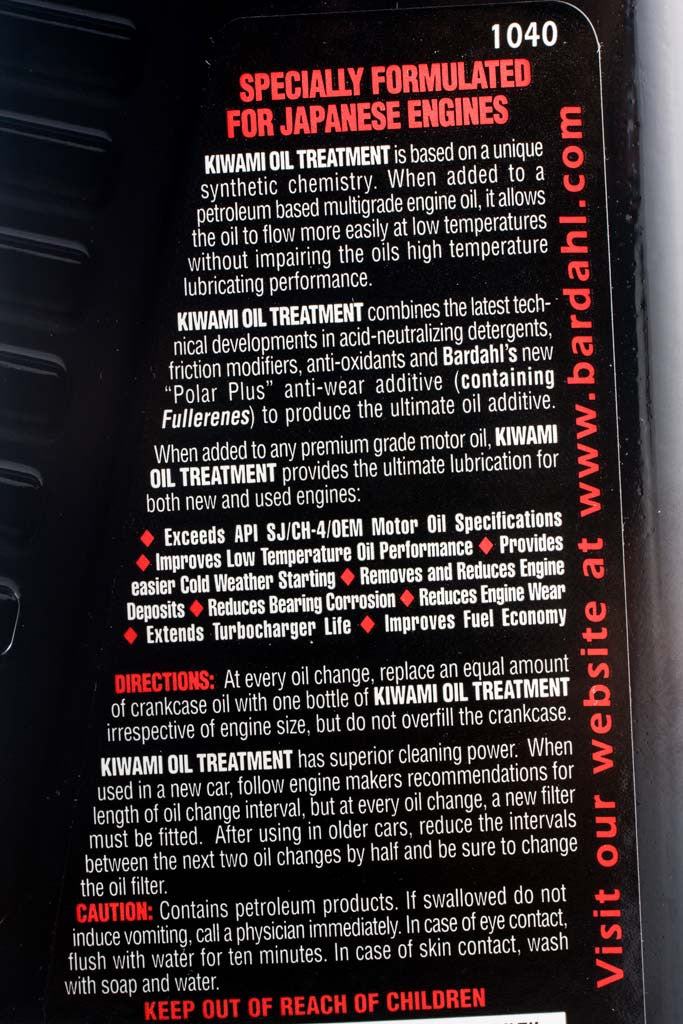 1040
SPECIALLY FORMULATED
FOR JAPANESE ENGINES
KIWAMI OIL TREATMENT is based on a unique
synthetic chemistry. When added to a
petroleum based multigrade engine oil, it allows
the oil to flow more easily at low temperatures
without impairing the oils high temperature
lubricating performance.
KIWAMI OIL TREATMENT combines the latest tech-
nical developments in acid-neutralizing detergents,
friction modifiers, anti-oxidants and Bardahl's new
"Polar Plus" anti-wear additive (containing
Fullerenes) to produce the ultimate oil additive.
When added to any premium grade motor oil, KIWAMI
OIL TREATMENT provides the ultimate lubrication for
both new and used engines:
♦ Exceeds API SJ/CH-4/OEM Motor Oil Specifications
♦ Improves Low Temperature Oil Performance ♦ Provides
easier Cold Weather Starting ♦ Removes and Reduces Engine
Deposits ♦ Reduces Bearing Corrosion ♦ Reduces Engine Wear
♦ Extends Turbocharger Life ♦ Improves Fuel Economy
DIRECTIONS: At every oil change, replace an equal amount
of crankcase oil with one bottle of KIWAMI OIL TREATMENT
irrespective of engine size, but do not overfill the crankcase.
KIWAMI OIL TREATMENT has superior cleaning power. When
used in a new car, follow engine makers recommendations for
length of oil change interval, but at every oil change, a new filter
must be fitted. After using in older cars, reduce the intervals
between the next two oil changes by half and be sure to change
the oil filter.
CAUTION: Contains petroleum products. If swallowed do not
induce vomiting, call a physician immediately. In case of eye contact,
flush with water for ten minutes. In case of skin contact, wash
with soap and water.
KEEP OUT OF REACH OF CHILDREN
Visit our website at www.bardahl.com